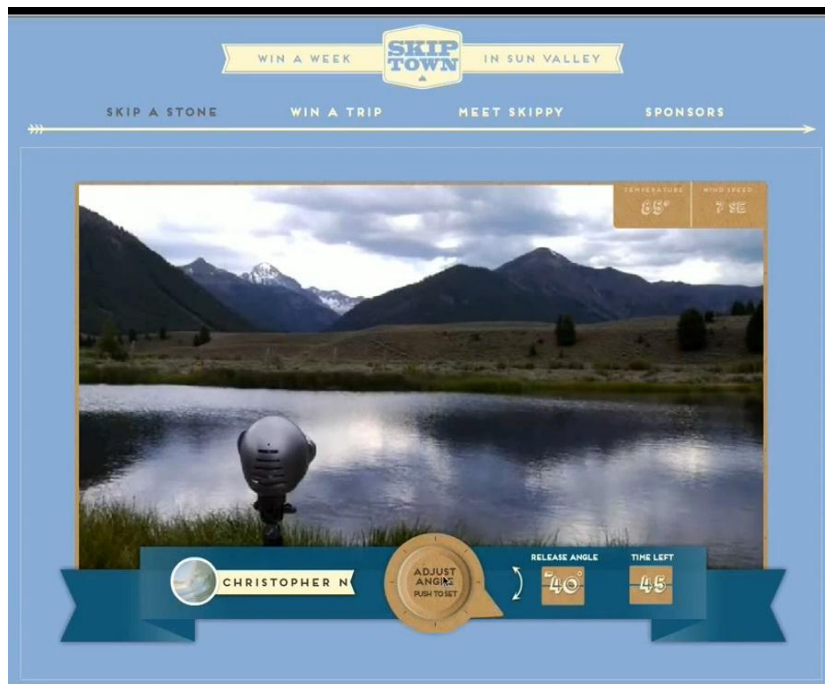 WIN A WEEK
SKIP
TOWN
IN SUN VALLEY
SKIP A STONE WIN A TRIP MEET SKIPPY SPONSORS
TEMPERATURE WIND SPEED
65° 7 SE
RELEASE ANGLE TIME LEFT
CHRISTOPHER N
ADJUST
ANGLE
PUSH TO SET
40° 45